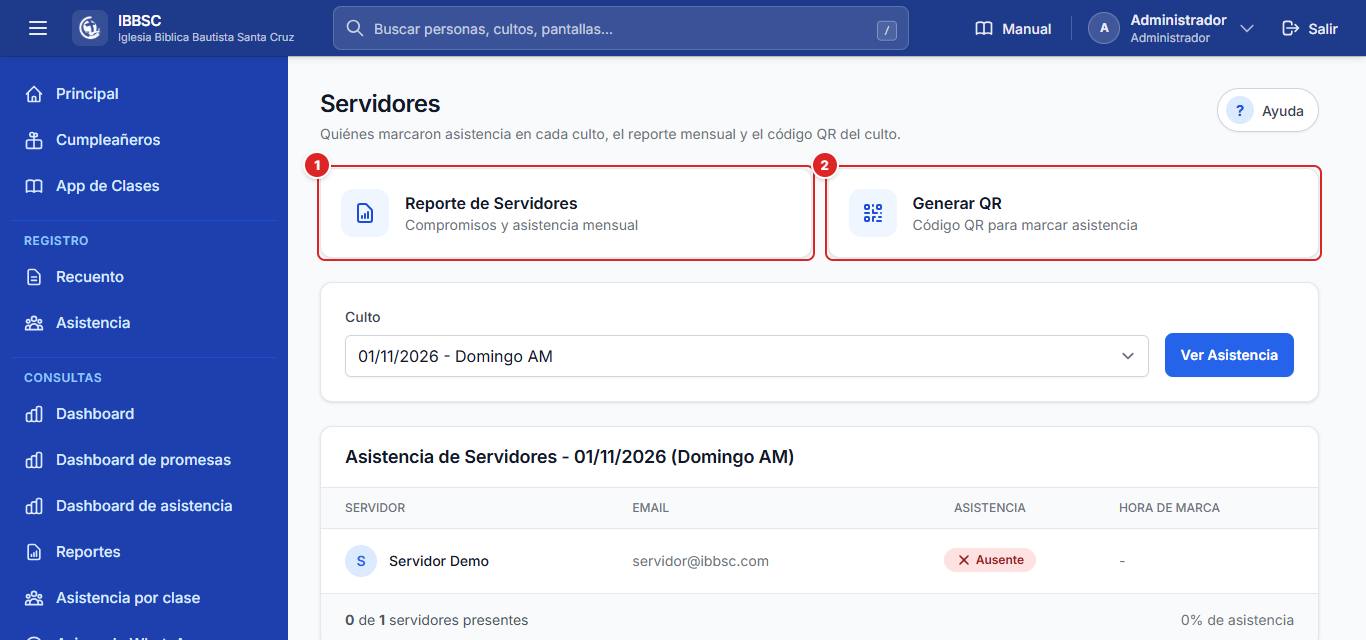 IBBSC
Iglesia Biblica Bautista Santa Cruz
Buscar personas, cultos, pantallas...
/
Manual
A
Administrador
Administrador
Salir
Principal
Cumpleañeros
App de Clases
REGISTRO
Recuento
Asistencia
CONSULTAS
Dashboard
Dashboard de promesas
Dashboard de asistencia
Reportes
Asistencia por clase
Servidores
Quiénes marcaron asistencia en cada culto, el reporte mensual y el código QR del culto.
? Ayuda
1
Reporte de Servidores
Compromisos y asistencia mensual
2
Generar QR
Código QR para marcar asistencia
Culto
01/11/2026 - Domingo AM
Ver Asistencia
Asistencia de Servidores - 01/11/2026 (Domingo AM)
SERVIDOR EMAIL ASISTENCIA HORA DE MARCA
S Servidor Demo servidor@ibbsc.com Ausente -
0 de 1 servidores presentes 0% de asistencia